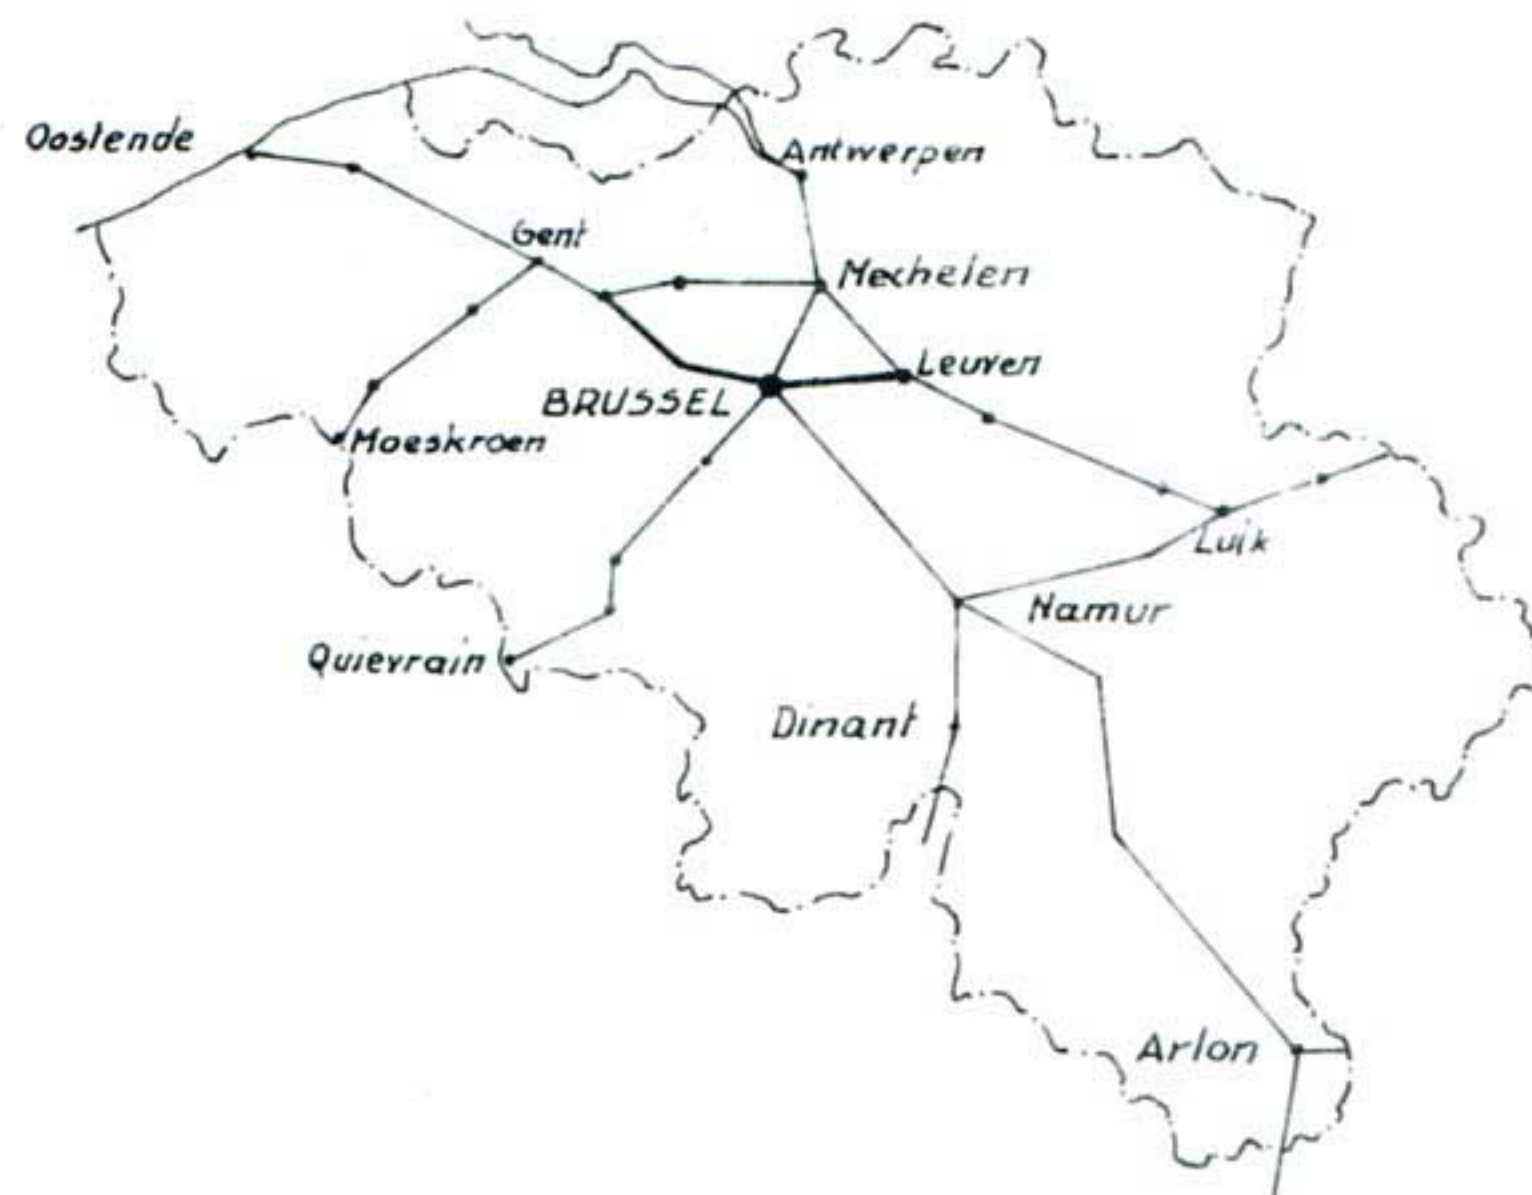 Oostende
Antwerpen
Gent
Mechelen
Leuven
BRUSSEL
Moeskroen
Luik
Namur
Quievrain
Dinant
Arlon